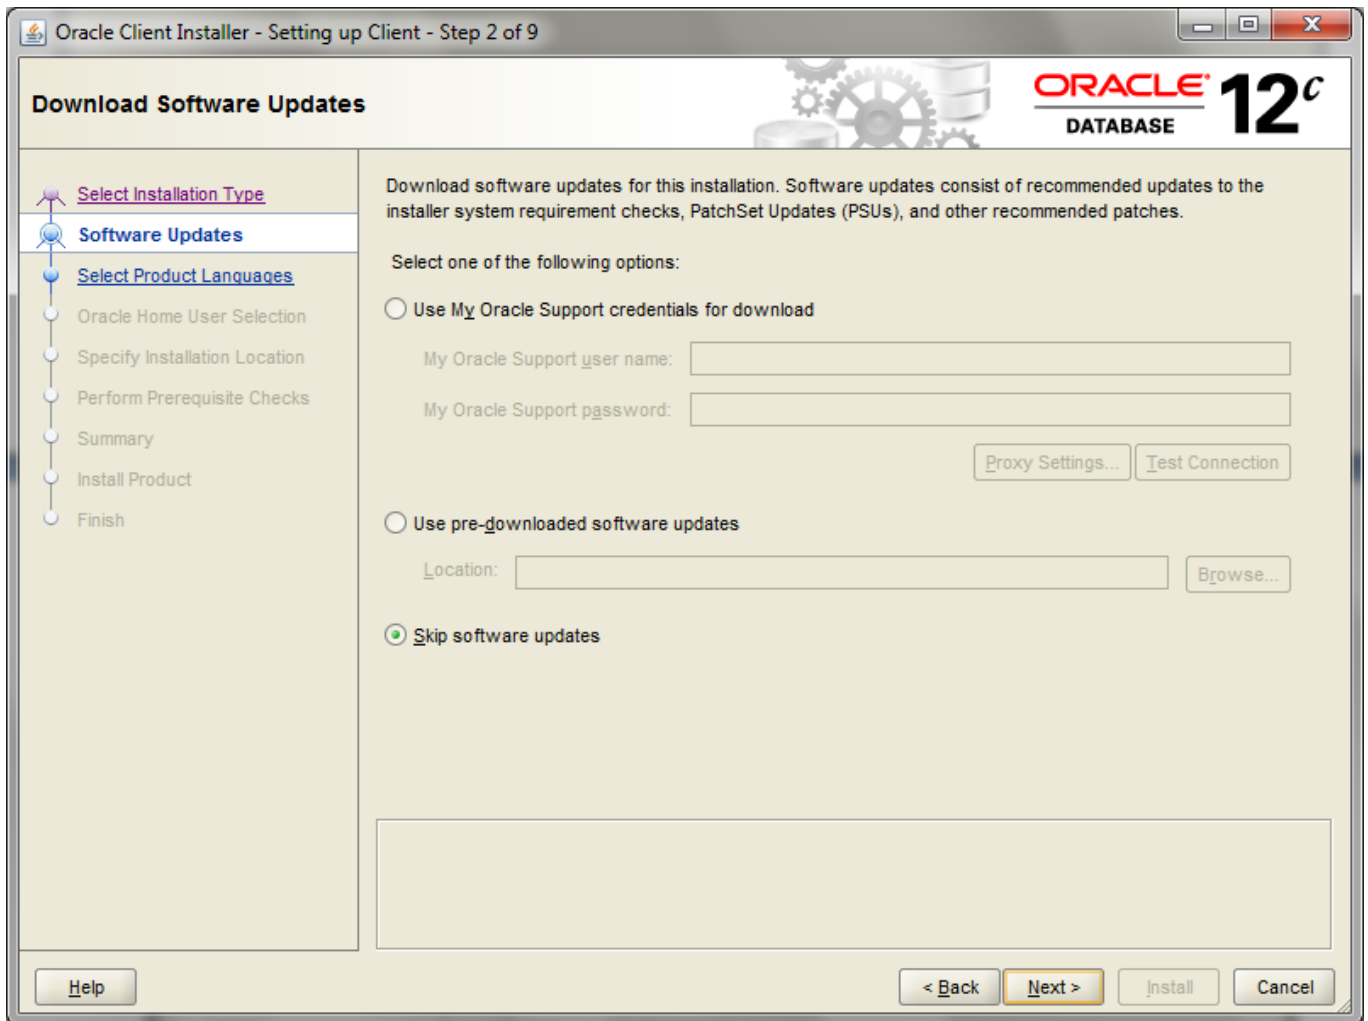 Oracle Client Installer - Setting up Client - Step 2 of 9
Download Software Updates
ORACLE
DATABASE
12c
Select Installation Type
Software Updates
Select Product Languages
Oracle Home User Selection
Specify Installation Location
Perform Prerequisite Checks
Summary
Install Product
Finish
Download software updates for this installation. Software updates consist of recommended updates to the
installer system requirement checks, PatchSet Updates (PSUs), and other recommended patches.
Select one of the following options:
Use My Oracle Support credentials for download
My Oracle Support user name:
My Oracle Support password:
Proxy Settings... Test Connection
Use pre-downloaded software updates
Location: Browse...
Skip software updates
Help < Back Next > Install Cancel